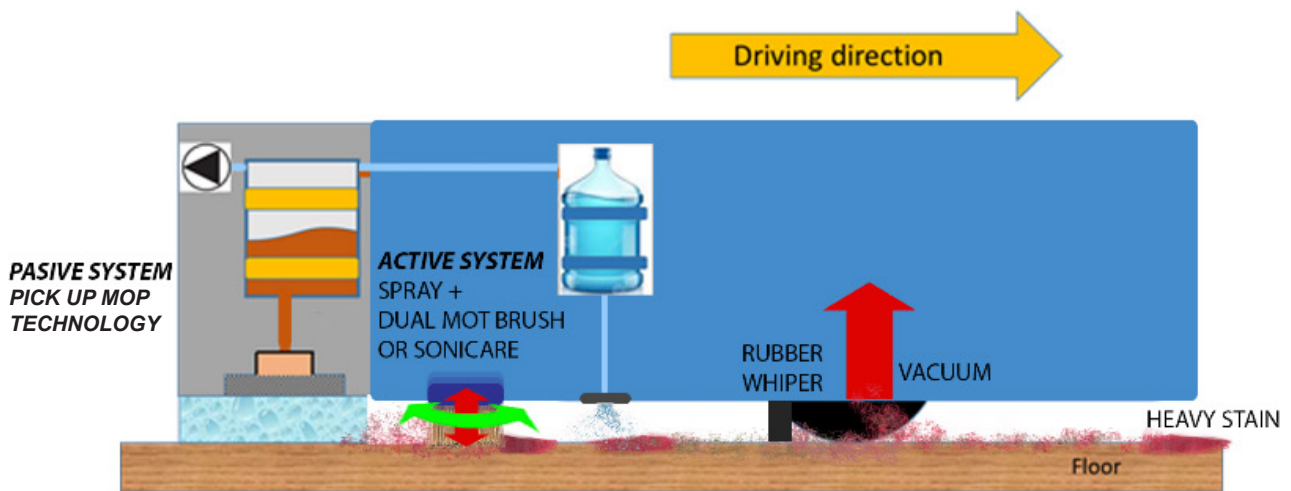 Driving direction
PASIVE SYSTEM
PICK UP MOP
TECHNOLOGY
ACTIVE SYSTEM
SPRAY +
DUAL MOT BRUSH
OR SONICARE
RUBBER
WHIPER
VACUUM
HEAVY STAIN
Floor